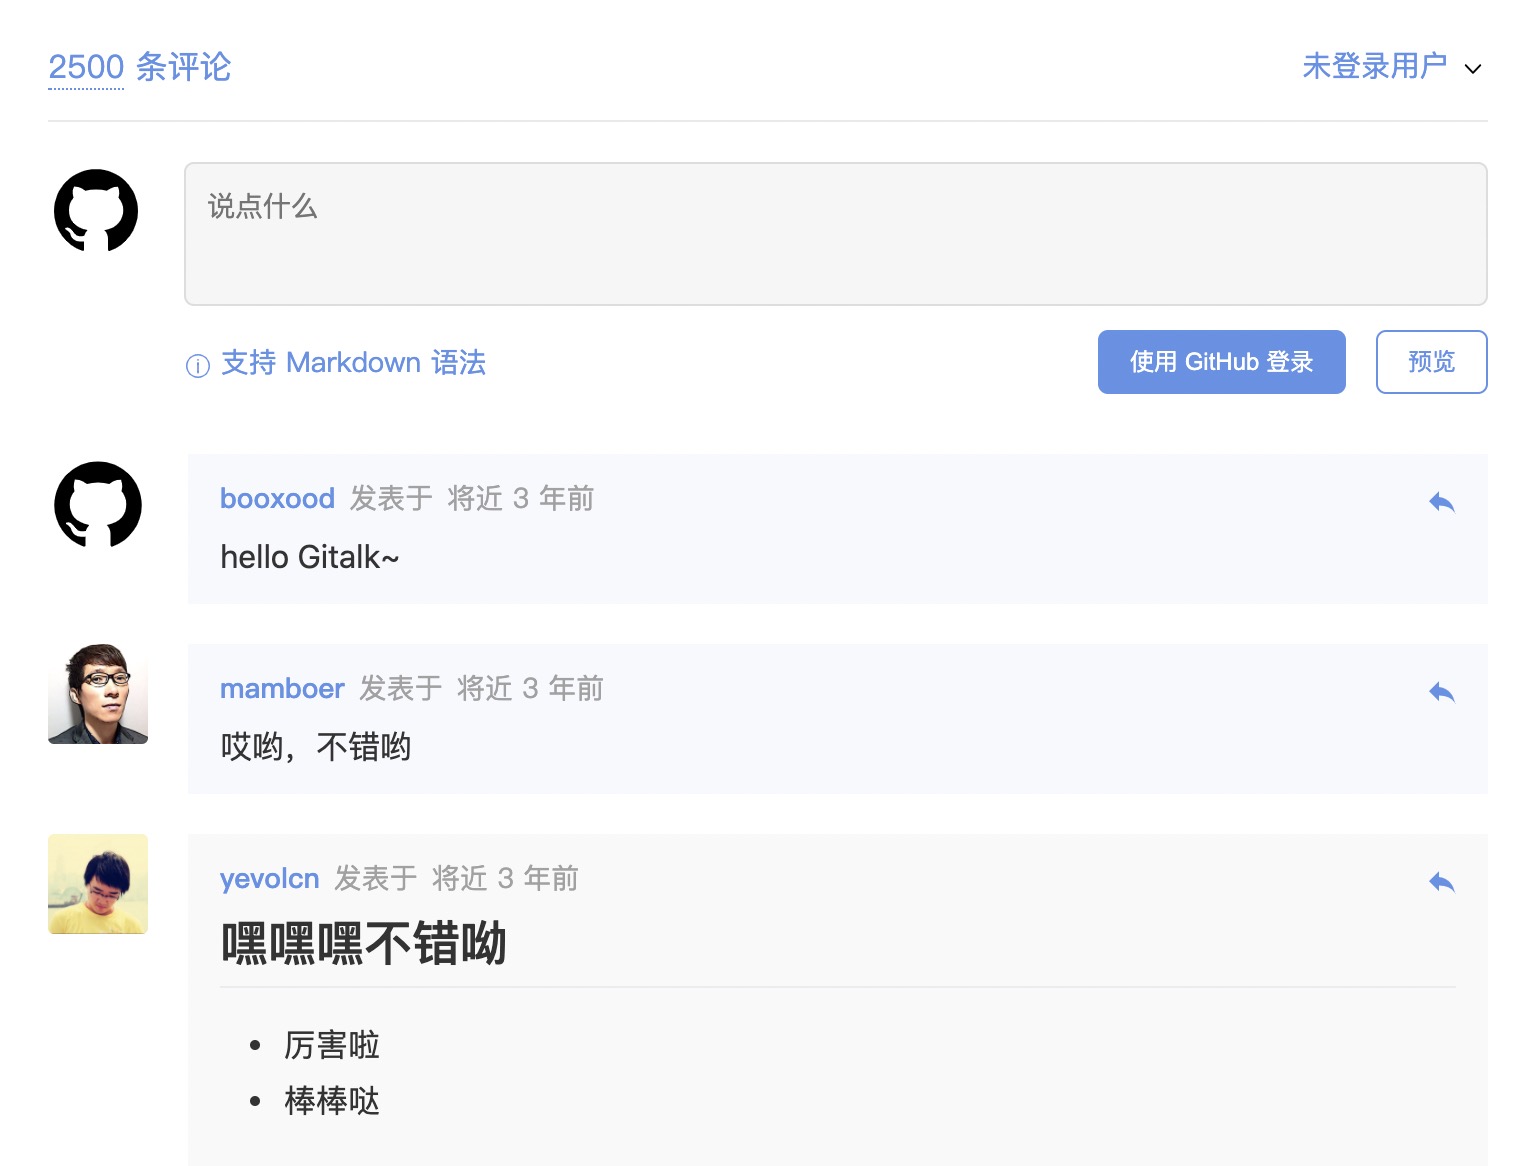 2500 条评论
未登录用户
说点什么
支持 Markdown 语法
使用 GitHub 登录
预览
booxood 发表于 将近 3 年前
hello Gitalk~
mamboer 发表于 将近 3 年前
哎哟，不错哟
yevolcn 发表于 将近 3 年前
嘿嘿嘿不错呦
厉害啦
棒棒哒